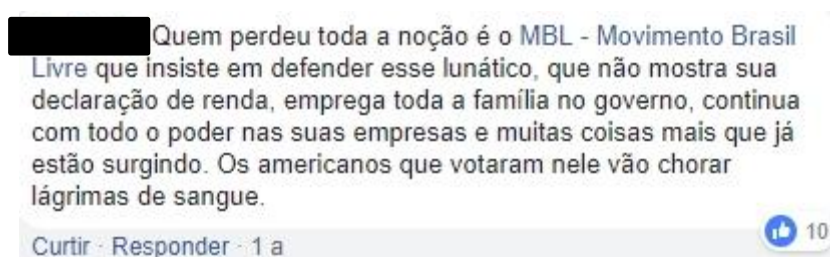 Quem perdeu toda a noção é o MBL - Movimento Brasil
Livre que insiste em defender esse lunático, que não mostra sua
declaração de renda, emprega toda a família no governo, continua
com todo o poder nas suas empresas e muitas coisas mais que já
estão surgindo. Os americanos que votaram nele vão chorar
lágrimas de sangue.
10
Curtir · Responder · 1 a